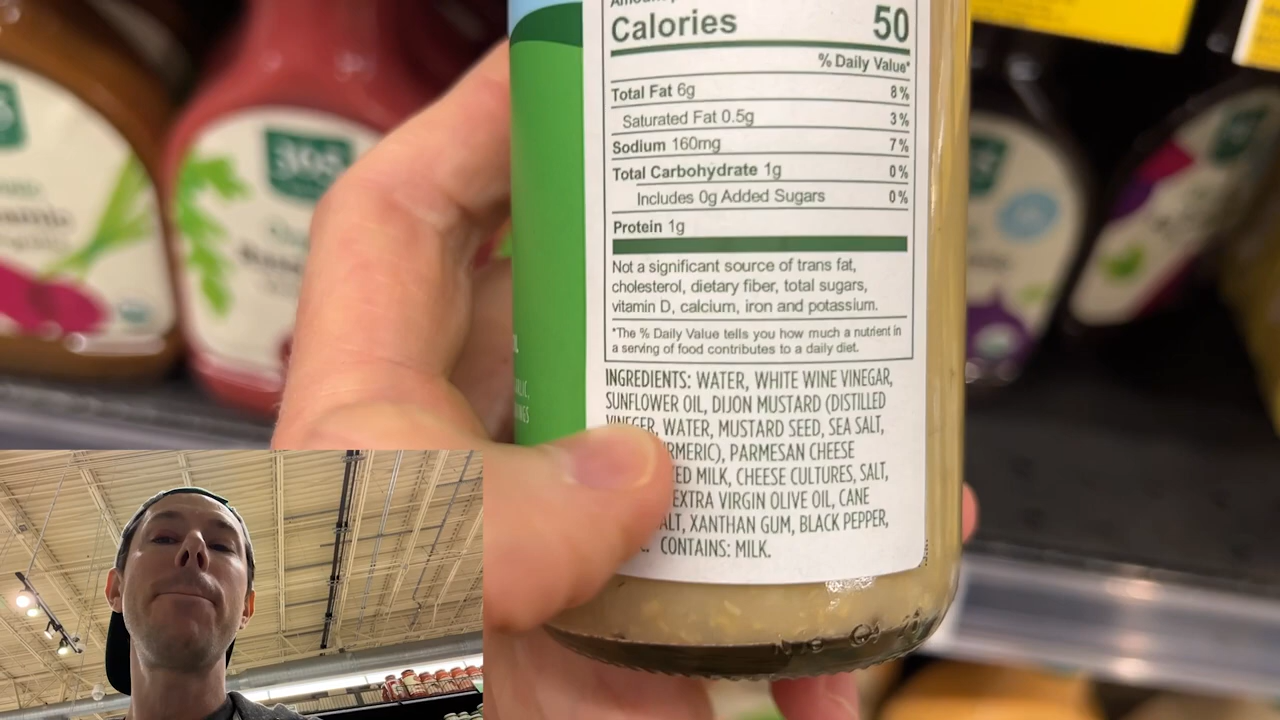 Calories 50
% Daily Value*
Total Fat 6g 8%
Saturated Fat 0.5g 3%
Sodium 160mg 7%
Total Carbohydrate 1g 0%
Includes 0g Added Sugars 0%
Protein 1g
Not a significant source of trans fat,
cholesterol, dietary fiber, total sugars,
vitamin D, calcium, iron and potassium.
*The % Daily Value tells you how much a nutrient in
a serving of food contributes to a daily diet.
INGREDIENTS: WATER, WHITE WINE VINEGAR,
SUNFLOWER OIL, DIJON MUSTARD (DISTILLED
WATER, MUSTARD SEED, SEA SALT,
PARMESAN CHEESE
MILK, CHEESE CULTURES, SALT,
EXTRA VIRGIN OLIVE OIL, CANE
XANTHAN GUM, BLACK PEPPER,
CONTAINS: MILK.
365